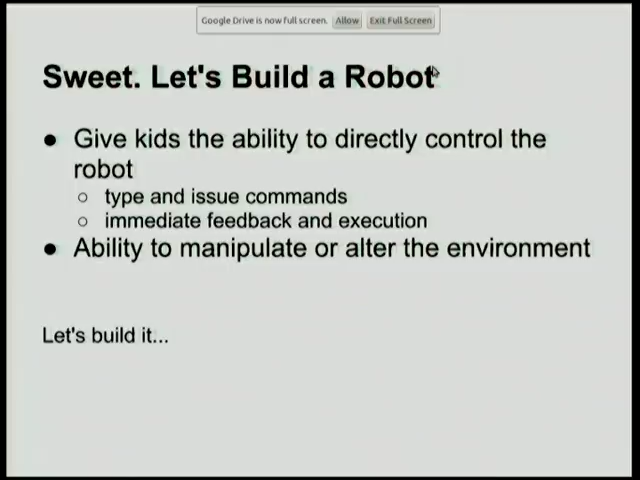 Google Drive is now full screen. Allow Exit Full Screen
Sweet. Let's Build a Robot
● Give kids the ability to directly control the
robot
○ type and issue commands
○ immediate feedback and execution
● Ability to manipulate or alter the environment
Let's build it...